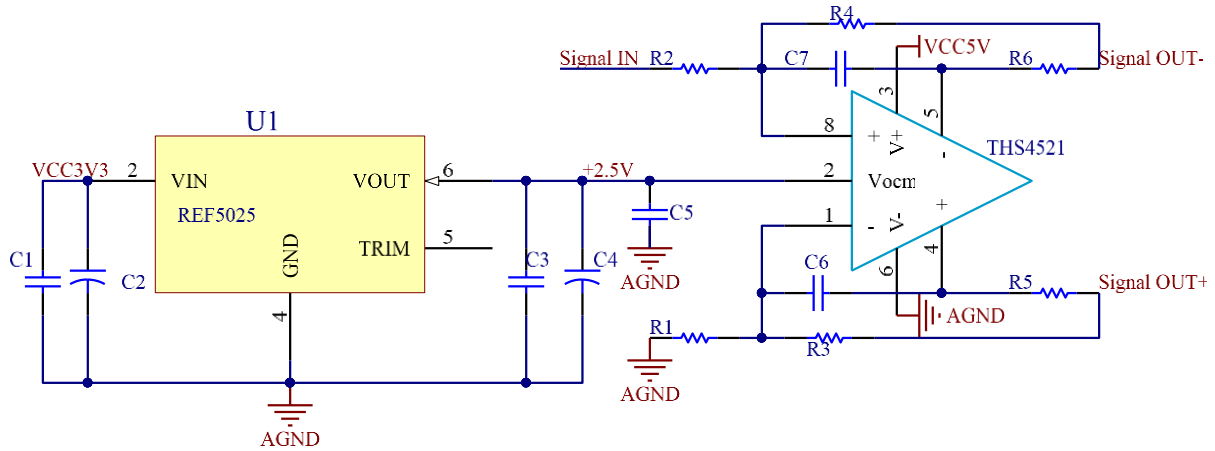 R4
Signal IN R2 C7 VCC5V R6 Signal OUT-
3 5
U1
8 + V+ - THS4521
VCC3V3 2 VIN VOUT 6 +2.5V 2 Vocm
REF5025
C5
1 - V- +
TRIM 5
GND
C1 C2 C3 C4 AGND
C6 6 4 R5 Signal OUT+
4
AGND
R1 R3
AGND
AGND